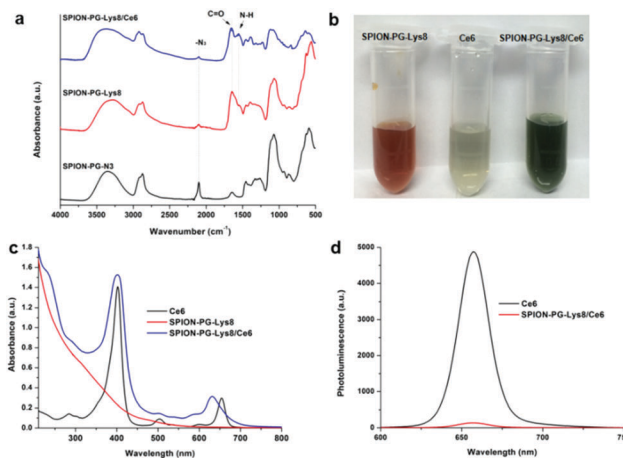 a
C=O
N-H
SPION-PG-Lys8/Ce6
-N₃
SPION-PG-Lys8
SPION-PG-N3
Absorbance (a.u.)
4000 3500 3000 2500 2000 1500 1000 500
Wavenumber (cm⁻¹)
b
SPION-PG-Lys8 Ce6 SPION-PG-Lys8/Ce6
c
1.8
1.6
1.4
1.2
1.0
0.8
0.6
0.4
0.2
0.0
Absorbance (a.u.)
Ce6
SPION-PG-Lys8
SPION-PG-Lys8/Ce6
300 400 500 600 700 800
Wavelength (nm)
d
5000
4000
3000
2000
1000
0
Photoluminescence (a.u.)
Ce6
SPION-PG-Lys8/Ce6
600 650 700 750
Wavelength (nm)